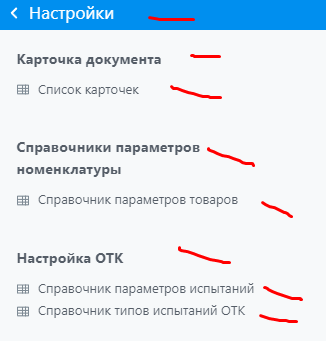 Настройки
Карточка документа
Список карточек
Справочники параметров
номенклатуры
Справочник параметров товаров
Настройка ОТК
Справочник параметров испытаний
Справочник типов испытаний ОТК